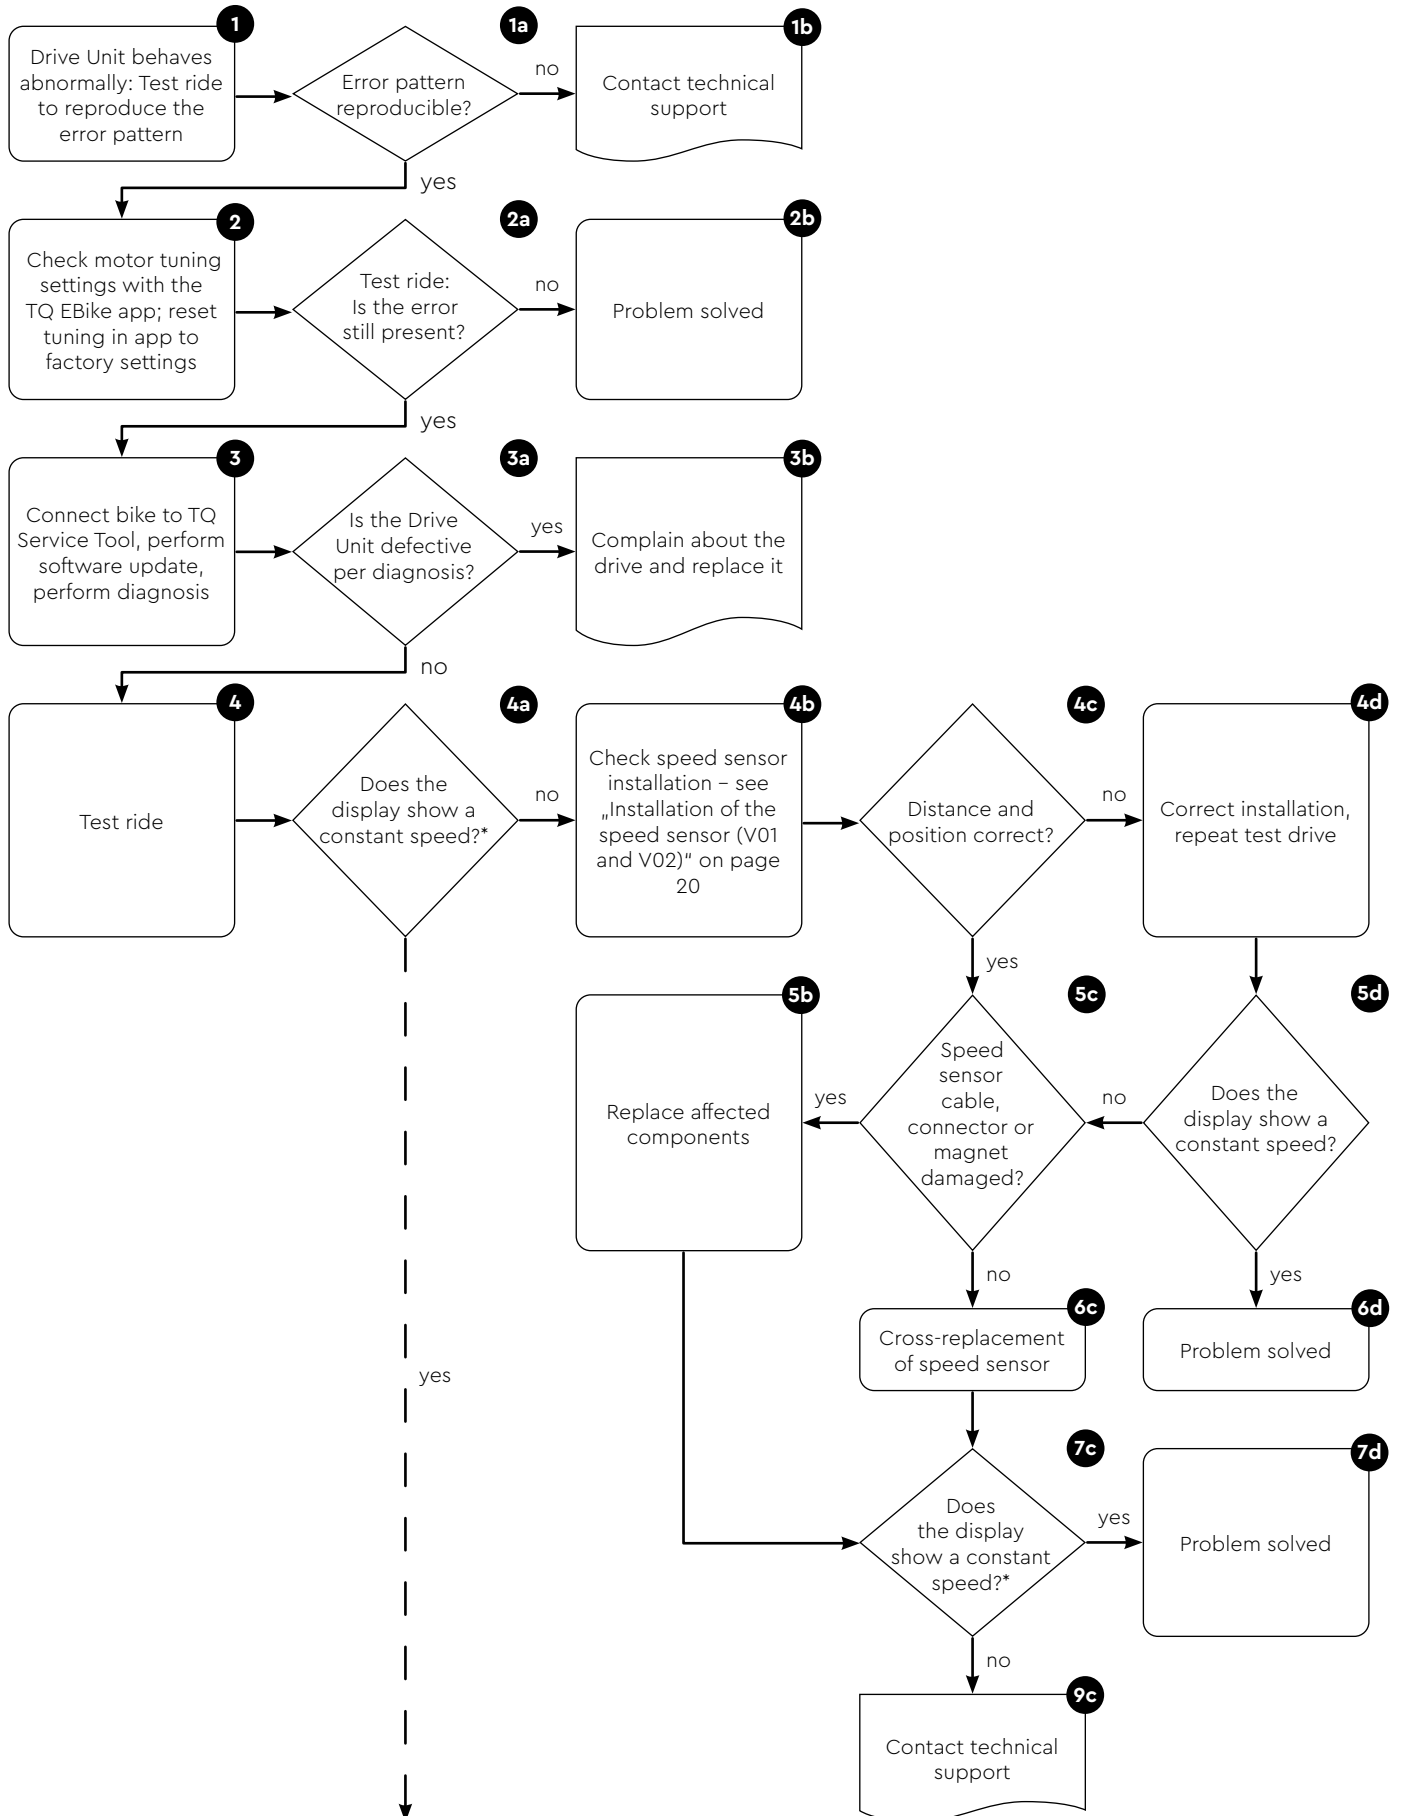 1
Drive Unit behaves
abnormally: Test ride
to reproduce the
error pattern
1a
Error pattern
reproducible?
no
1b
Contact technical
support
yes
2
Check motor tuning
settings with the
TQ EBike app; reset
tuning in app to
factory settings
2a
Test ride:
Is the error
still present?
no
2b
Problem solved
yes
3
Connect bike to TQ
Service Tool, perform
software update,
perform diagnosis
3a
Is the Drive
Unit defective
per diagnosis?
yes
3b
Complain about the
drive and replace it
no
4
Test ride
4a
Does the
display show a
constant speed?*
no
4b
Check speed sensor
installation – see
„Installation of the
speed sensor (V01
and V02)“ on page
20
4c
Distance and
position correct?
no
4d
Correct installation,
repeat test drive
yes
5b
Replace affected
components
yes
5c
Speed
sensor
cable,
connector or
magnet
damaged?
no
5d
Does the
display show a
constant speed?
no
yes
6c
Cross-replacement
of speed sensor
6d
Problem solved
yes
7c
Does
the display
show a constant
speed?*
yes
7d
Problem solved
no
9c
Contact technical
support